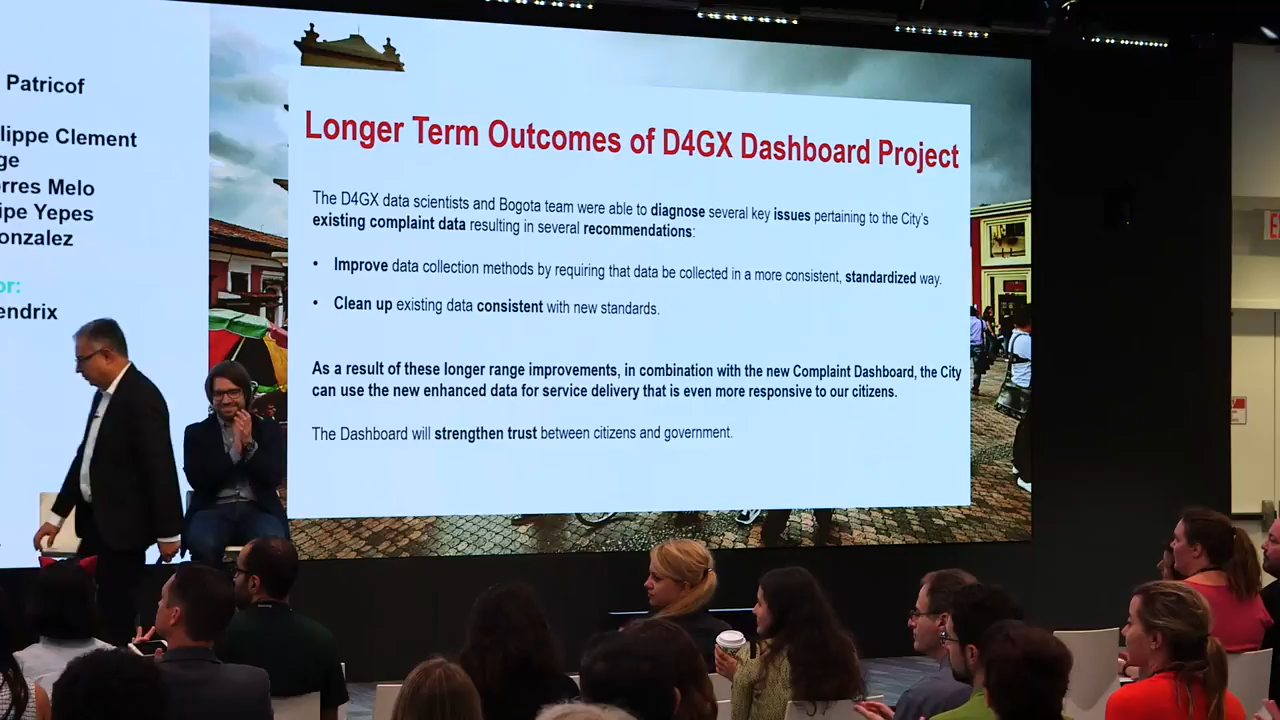 Patricof
lippe Clement
ge
rres Melo
ipe Yepes
onzalez
or:
endrix
Longer Term Outcomes of D4GX Dashboard Project
The D4GX data scientists and Bogota team were able to diagnose several key issues pertaining to the City's
existing complaint data resulting in several recommendations:
• Improve data collection methods by requiring that data be collected in a more consistent, standardized way.
• Clean up existing data consistent with new standards.
As a result of these longer range improvements, in combination with the new Complaint Dashboard, the City
can use the new enhanced data for service delivery that is even more responsive to our citizens.
The Dashboard will strengthen trust between citizens and government.
E